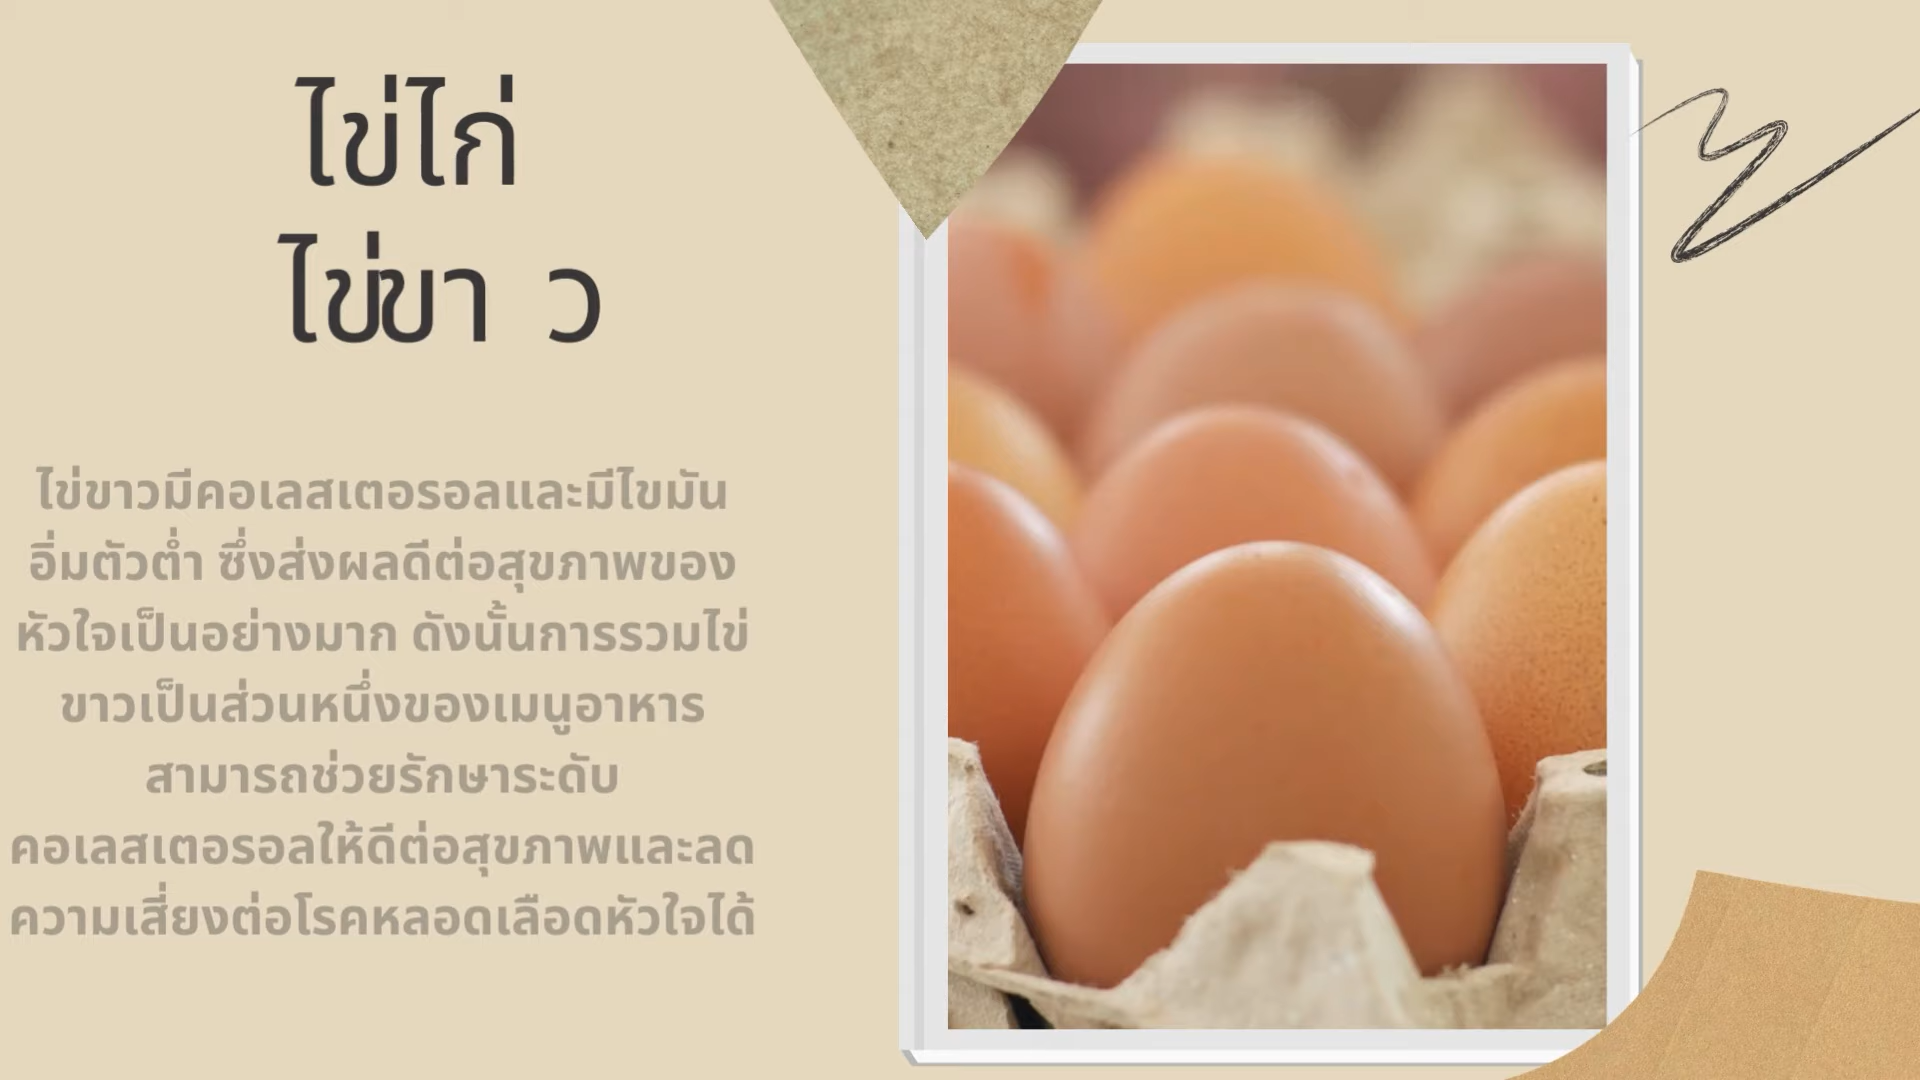 ไข่ไก่
ไข่ขา ว
ไข่ขาวมีคอเลสเตอรอลและมีไขมัน
อิ่มตัวต่ำ ซึ่งส่งผลดีต่อสุขภาพของ
หัวใจเป็นอย่างมาก ดังนั้นการรวมไข่
ขาวเป็นส่วนหนึ่งของเมนูอาหาร
สามารถช่วยรักษาระดับ
คอเลสเตอรอลให้ดีต่อสุขภาพและลด
ความเสี่ยงต่อโรคหลอดเลือดหัวใจได้